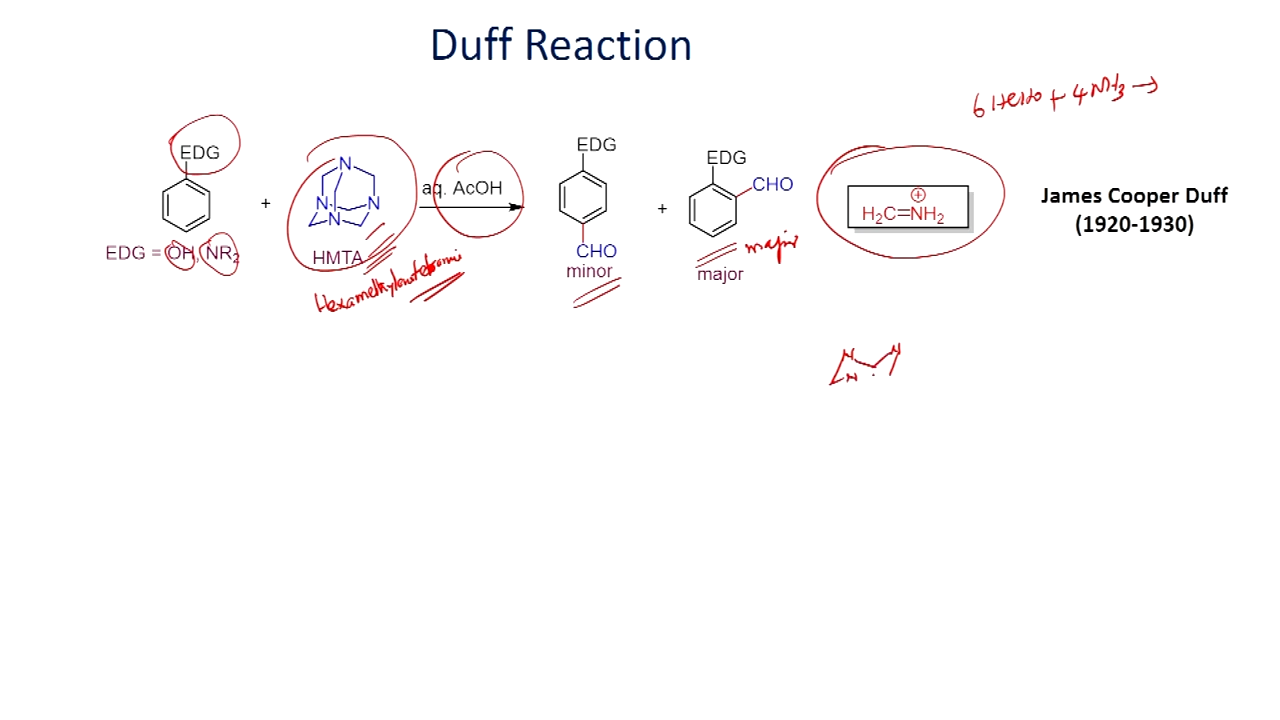 Duff Reaction
6 HCHO + 4 NH3 →
EDG
+
N
N
N
N
HMTA
aq. AcOH
EDG
CHO
minor
+
EDG
CHO
major
major
H2C=NH2
+
James Cooper Duff
(1920-1930)
EDG = OH, NR2
N
N
N